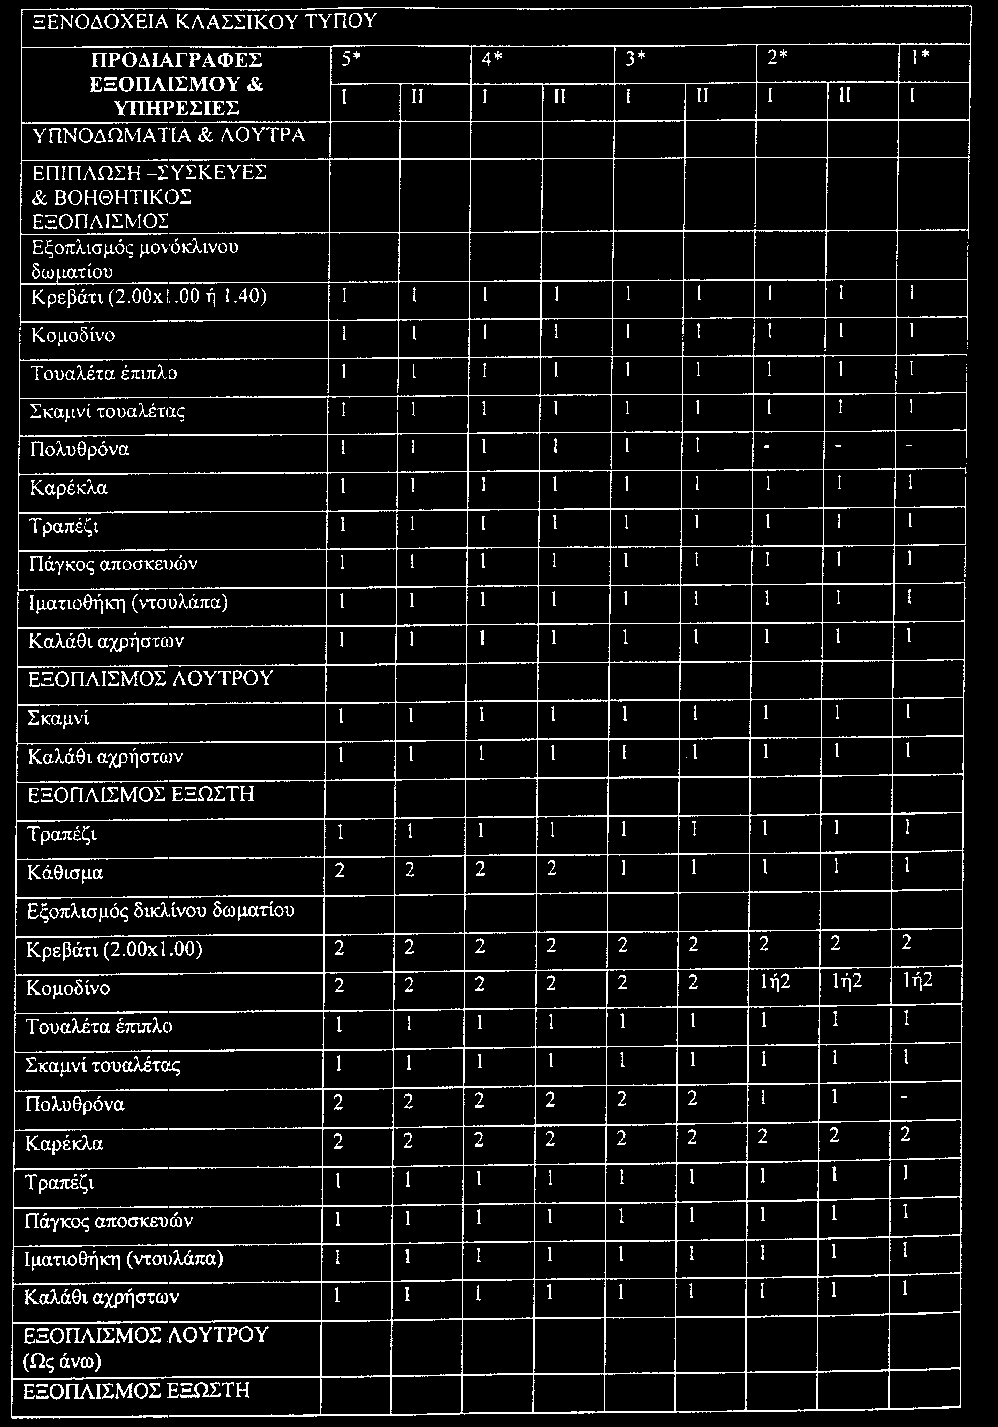 ΞΕΝΟΔΟΧΕΙΑ ΚΛΑΣΣΙΚΟΥ ΤΥΠΟΥ
ΠΡΟΔΙΑΓΡΑΦΕΣ 5* 4* 3* 2* 1*
ΕΞΟΠΛΙΣΜΟΥ &
ΥΠΗΡΕΣΙΕΣ I II I II I II I II I
ΥΠΝΟΔΩΜΑΤΙΑ & ΛΟΥΤΡΑ
ΕΠΙΠΛΩΣΗ –ΣΥΣΚΕΥΕΣ
& ΒΟΗΘΗΤΙΚΟΣ
ΕΞΟΠΛΙΣΜΟΣ
Εξοπλισμός μονόκλινου
δωματίου
Κρεβάτι (2.00x1.00 ή 1.40) 1 1 1 1 1 1 1 1 1
Κομοδίνο 1 1 1 1 1 1 1 1 1
Τουαλέτα έπιπλο 1 1 1 1 1 1 1 1 1
Σκαμνί τουαλέτας 1 1 1 1 1 1 1 1 1
Πολυθρόνα 1 1 1 1 1 1 - - -
Καρέκλα 1 1 1 1 1 1 1 1 1
Τραπέζι 1 1 1 1 1 1 1 1 1
Πάγκος αποσκευών 1 1 1 1 1 1 1 1 1
Ιματιοθήκη (ντουλάπα) 1 1 1 1 1 1 1 1 1
Καλάθι αχρήστων 1 1 1 1 1 1 1 1 1
ΕΞΟΠΛΙΣΜΟΣ ΛΟΥΤΡΟΥ
Σκαμνί 1 1 1 1 1 1 1 1 1
Καλάθι αχρήστων 1 1 1 1 1 1 1 1 1
ΕΞΟΠΛΙΣΜΟΣ ΕΞΩΣΤΗ
Τραπέζι 1 1 1 1 1 1 1 1 1
Κάθισμα 2 2 2 2 1 1 1 1 1
Εξοπλισμός δικλίνου δωματίου
Κρεβάτι (2.00x1.00) 2 2 2 2 2 2 2 2 2
Κομοδίνο 2 2 2 2 2 2 1ή2 1ή2 1ή2
Τουαλέτα έπιπλο 1 1 1 1 1 1 1 1 1
Σκαμνί τουαλέτας 1 1 1 1 1 1 1 1 1
Πολυθρόνα 2 2 2 2 2 2 1 1 -
Καρέκλα 2 2 2 2 2 2 2 2 2
Τραπέζι 1 1 1 1 1 1 1 1 1
Πάγκος αποσκευών 1 1 1 1 1 1 1 1 1
Ιματιοθήκη (ντουλάπα) 1 1 1 1 1 1 1 1 1
Καλάθι αχρήστων 1 1 1 1 1 1 1 1 1
ΕΞΟΠΛΙΣΜΟΣ ΛΟΥΤΡΟΥ
(Ως άνω)
ΕΞΟΠΛΙΣΜΟΣ ΕΞΩΣΤΗ